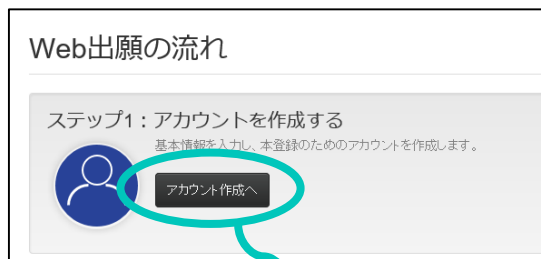 Web出願の流れ
ステップ1：アカウントを作成する
基本情報を入力し、本登録のためのアカウントを作成します。
アカウント作成へ